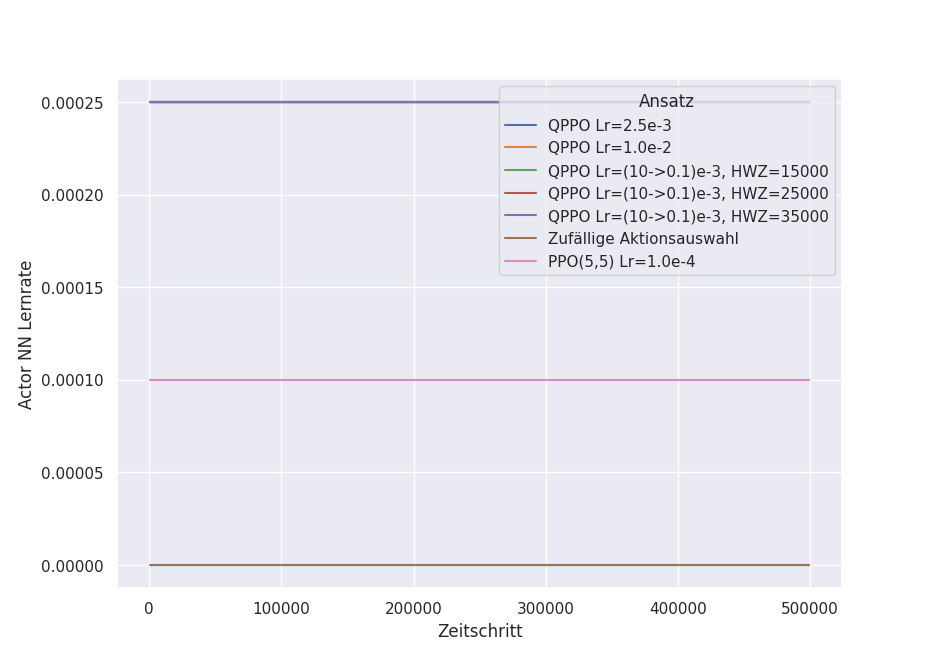 Ansatz
QPPO Lr=2.5e-3
QPPO Lr=1.0e-2
QPPO Lr=(10->0.1)e-3, HWZ=15000
QPPO Lr=(10->0.1)e-3, HWZ=25000
QPPO Lr=(10->0.1)e-3, HWZ=35000
Zufällige Aktionsauswahl
PPO(5,5) Lr=1.0e-4
Actor NN Lernrate
0.00025
0.00020
0.00015
0.00010
0.00005
0.00000
0 100000 200000 300000 400000 500000
Zeitschritt